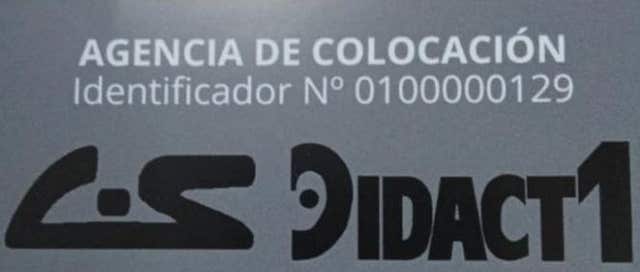 AGENCIA DE COLOCACIÓN
Identificador Nº 0100000129
DIDACT1